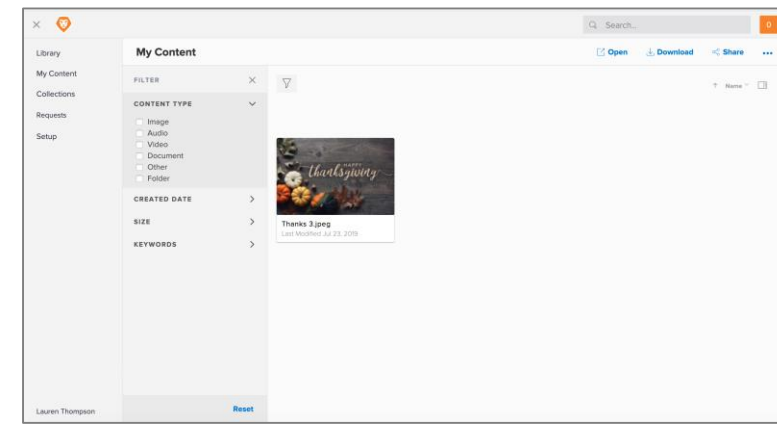 Search...
0
Library
My Content
Collections
Requests
Setup
Lauren Thompson
My Content
Open
Download
Share
FILTER
CONTENT TYPE
Image
Audio
Video
Document
Other
Folder
CREATED DATE
SIZE
KEYWORDS
Reset
Name
HAPPY
thanksgiving
Thanks 3.jpeg
Last Modified Jul 23, 2019